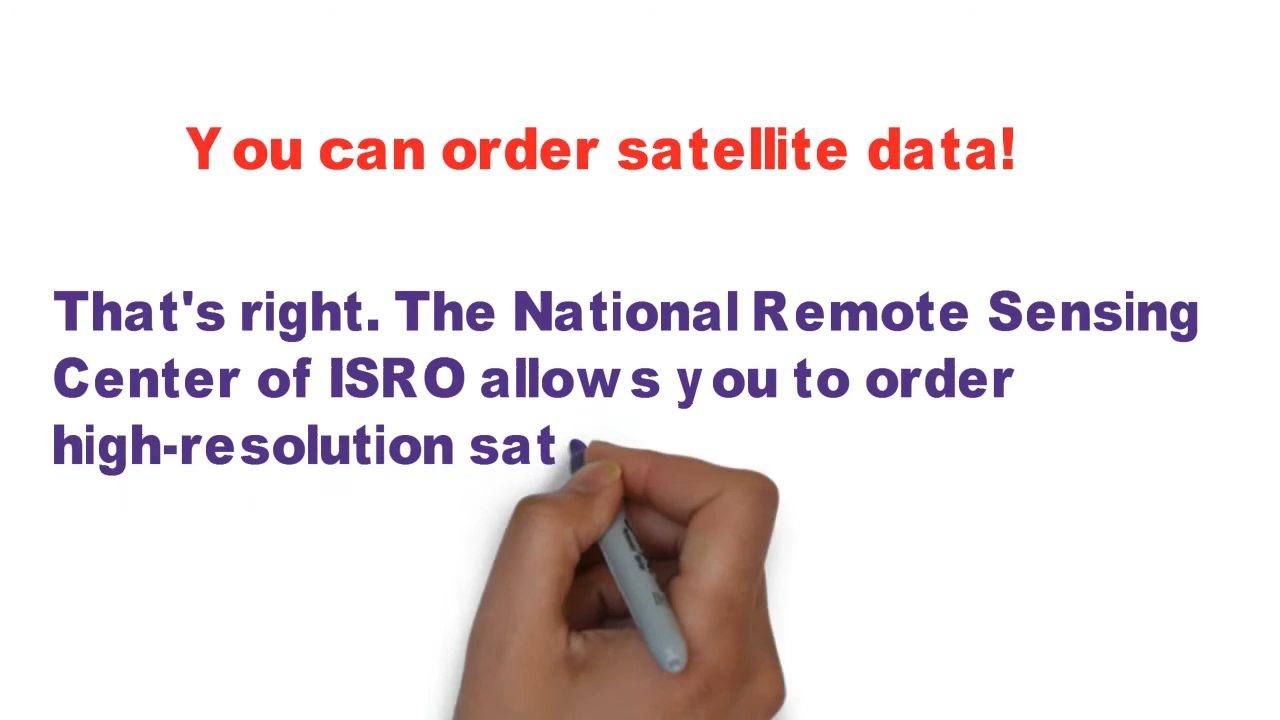 You can order satellite data!
That's right. The National Remote Sensing
Center of ISRO allows you to order
high-resolution sat